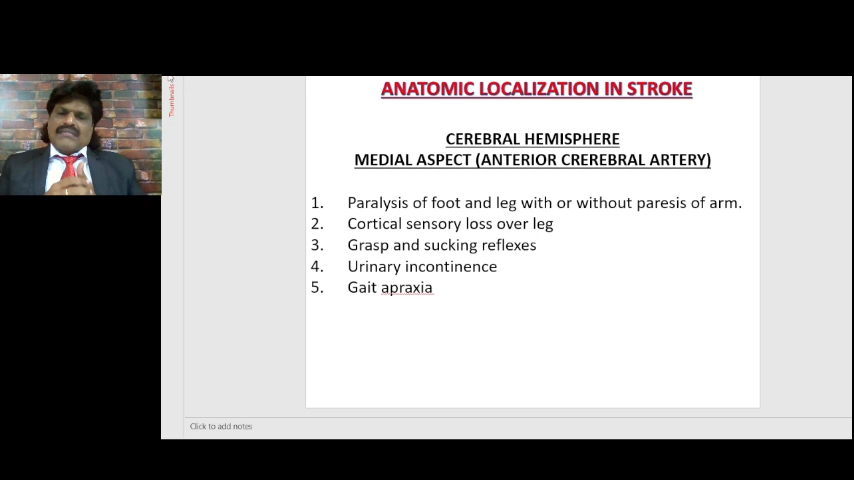 Thumbnails
ANATOMIC LOCALIZATION IN STROKE
CEREBRAL HEMISPHERE
MEDIAL ASPECT (ANTERIOR CREREBRAL ARTERY)
1. Paralysis of foot and leg with or without paresis of arm.
2. Cortical sensory loss over leg
3. Grasp and sucking reflexes
4. Urinary incontinence
5. Gait apraxia
Click to add notes